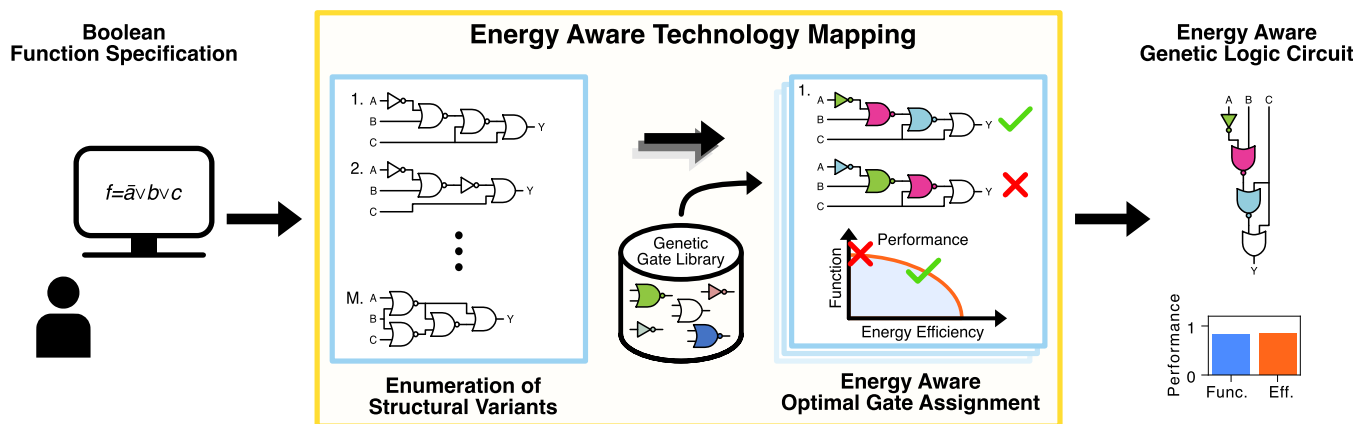 Boolean
Function Specification
f=āvbvc
Energy Aware Technology Mapping
1.
A
B
C
Y
2.
A
B
C
Y
M.
A
B
C
Y
Enumeration of
Structural Variants
Genetic
Gate Library
1.
A
B
C
Y
A
B
C
Y
Performance
Function
Energy Efficiency
Energy Aware
Optimal Gate Assignment
Energy Aware
Genetic Logic Circuit
A B C
Y
Performance
1
0
Func. Eff.